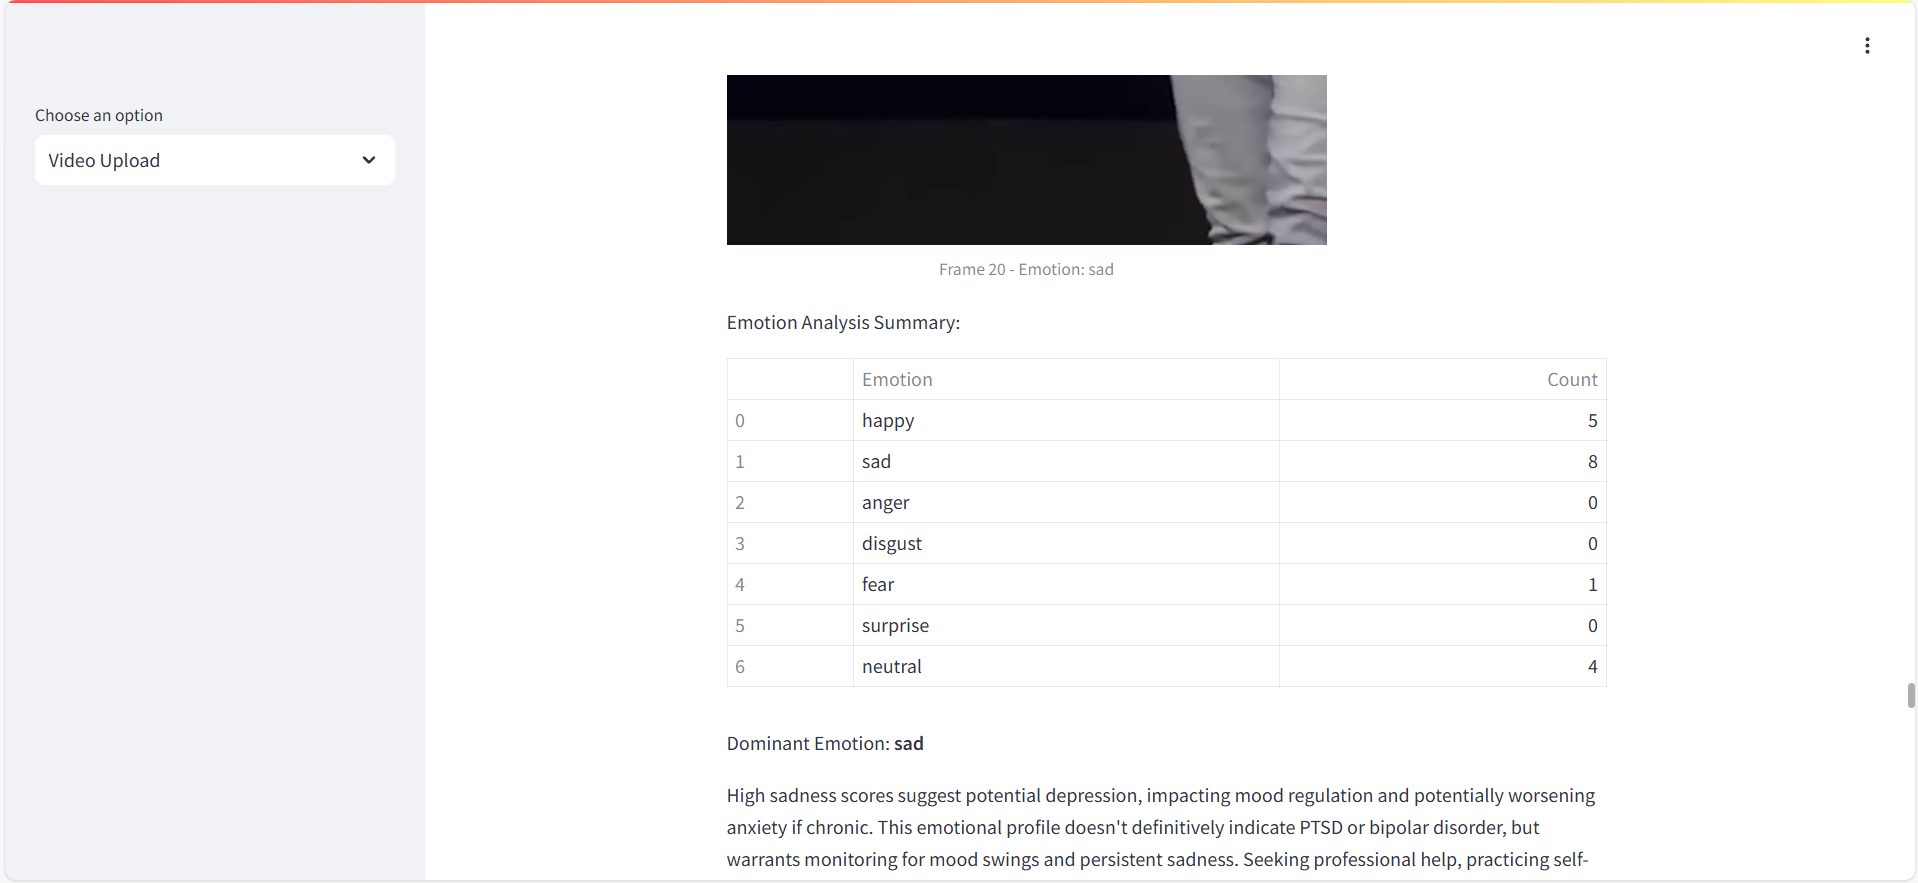 Choose an option
Video Upload
Frame 20 - Emotion: sad
Emotion Analysis Summary:
Emotion Count
0 happy 5
1 sad 8
2 anger 0
3 disgust 0
4 fear 1
5 surprise 0
6 neutral 4
Dominant Emotion: sad
High sadness scores suggest potential depression, impacting mood regulation and potentially worsening
anxiety if chronic. This emotional profile doesn't definitively indicate PTSD or bipolar disorder, but
warrants monitoring for mood swings and persistent sadness. Seeking professional help, practicing self-